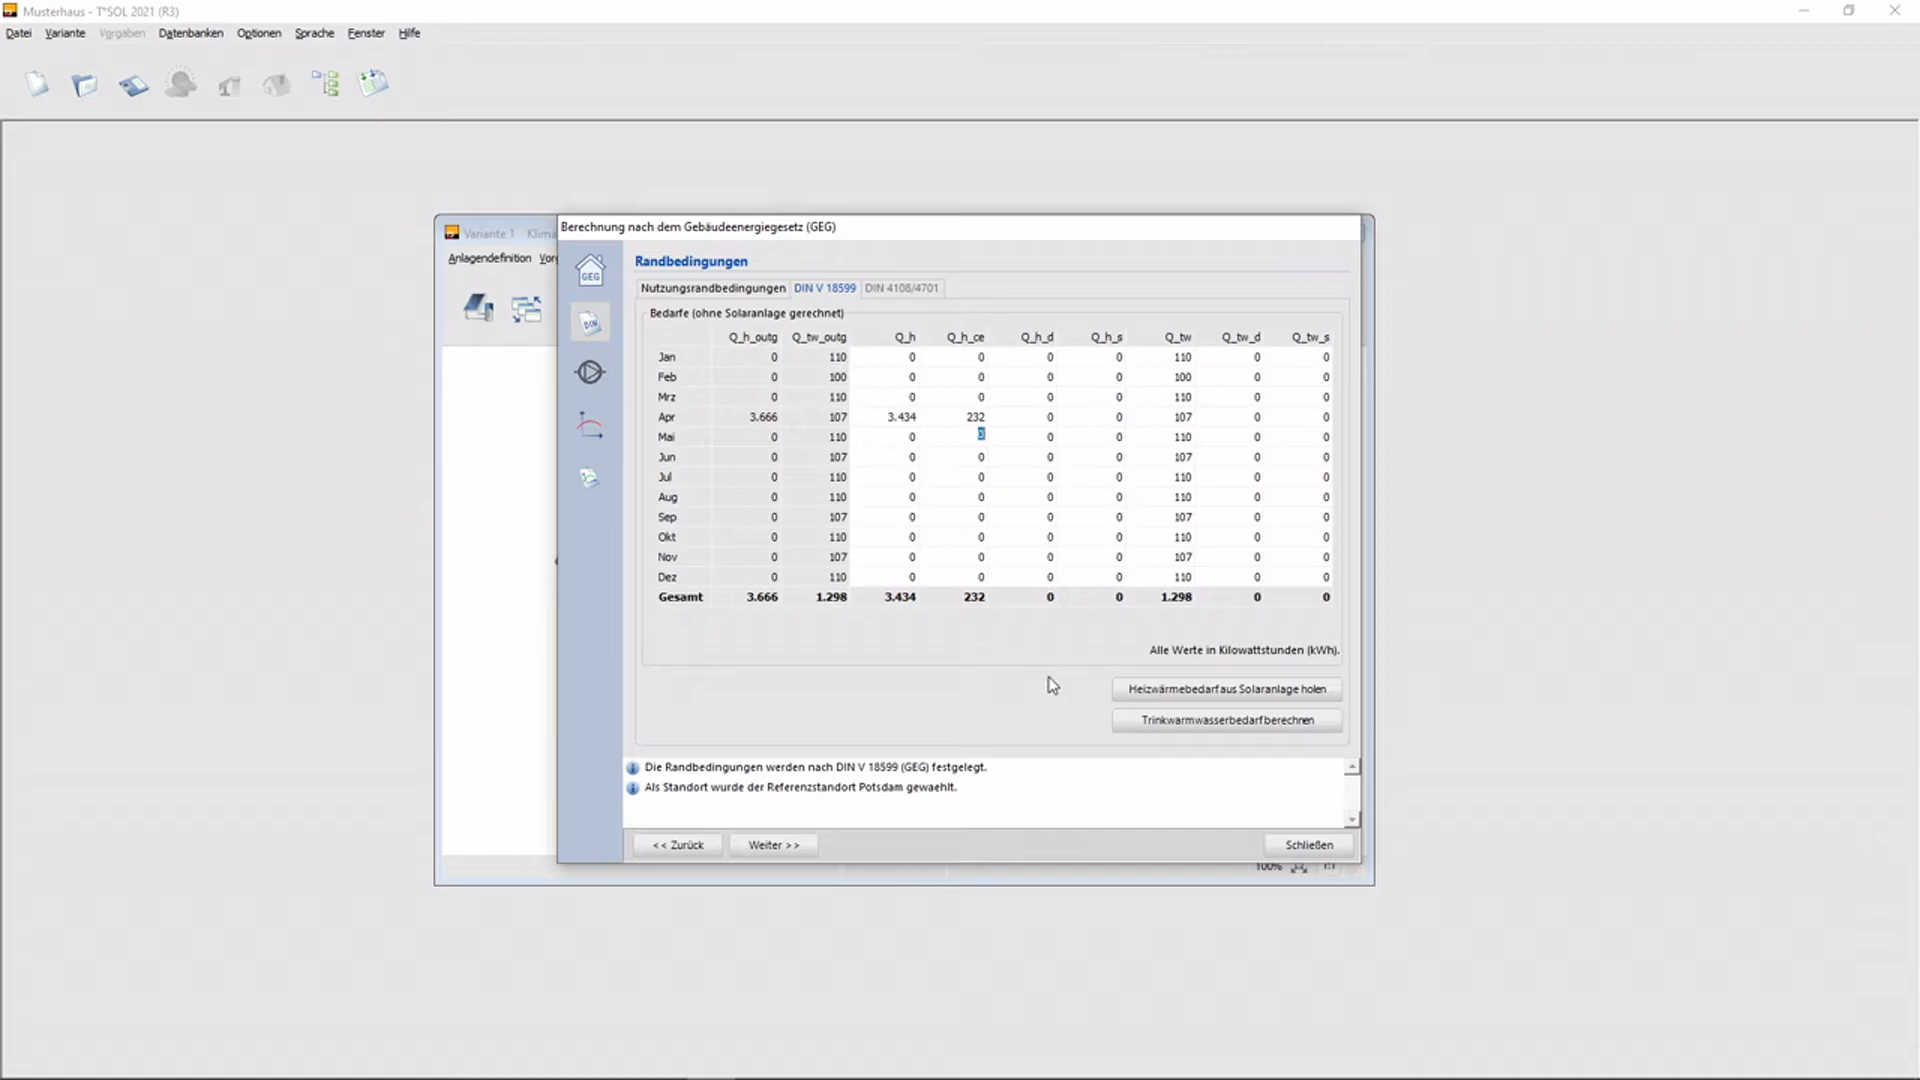 Musterhaus - T*SOL 2021 (R3)
Datei Variante Vorgaben Datenbanken Optionen Sprache Fenster Hilfe
Variante 1 Klima
Anlagendefinition
Berechnung nach dem Gebäudeenergiegesetz (GEG)
GEG
DIN
Randbedingungen
Nutzungsrandbedingungen DIN V 18599 DIN 4108/4701
Bedarfe (ohne Solaranlage gerechnet)
Q_h_outg Q_tw_outg Q_h Q_h_ce Q_h_d Q_h_s Q_tw Q_tw_d Q_tw_s
Jan 0 110 0 0 0 0 110 0 0
Feb 0 100 0 0 0 0 100 0 0
Mrz 0 110 0 0 0 0 110 0 0
Apr 3.666 107 3.434 232 0 0 107 0 0
Mai 0 110 0 0 0 0 110 0 0
Jun 0 107 0 0 0 0 107 0 0
Jul 0 110 0 0 0 0 110 0 0
Aug 0 110 0 0 0 0 110 0 0
Sep 0 107 0 0 0 0 107 0 0
Okt 0 110 0 0 0 0 110 0 0
Nov 0 107 0 0 0 0 107 0 0
Dez 0 110 0 0 0 0 110 0 0
Gesamt 3.666 1.298 3.434 232 0 0 1.298 0 0
Alle Werte in Kilowattstunden (kWh).
Heizwärmebedarf aus Solaranlage holen
Trinkwarmwasserbedarf berechnen
Die Randbedingungen werden nach DIN V 18599 (GEG) festgelegt.
Als Standort wurde der Referenzstandort Potsdam gewaehlt.
<< Zurück Weiter >> Schließen
100%